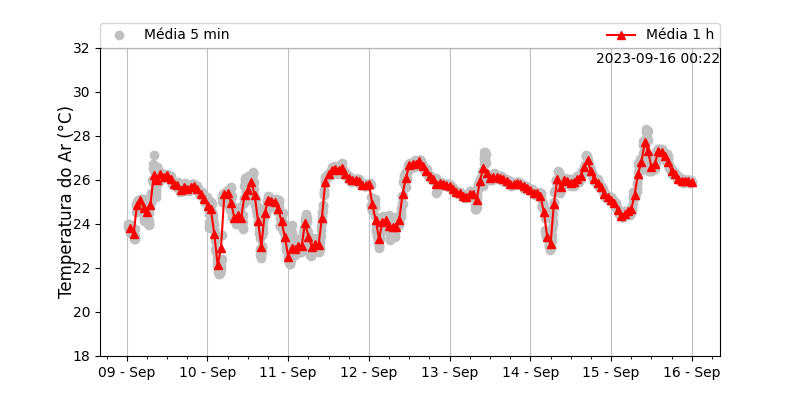 Média 5 min
Média 1 h
2023-09-16 00:22
Temperatura do Ar (°C)
32
30
28
26
24
22
20
18
09 - Sep
10 - Sep
11 - Sep
12 - Sep
13 - Sep
14 - Sep
15 - Sep
16 - Sep